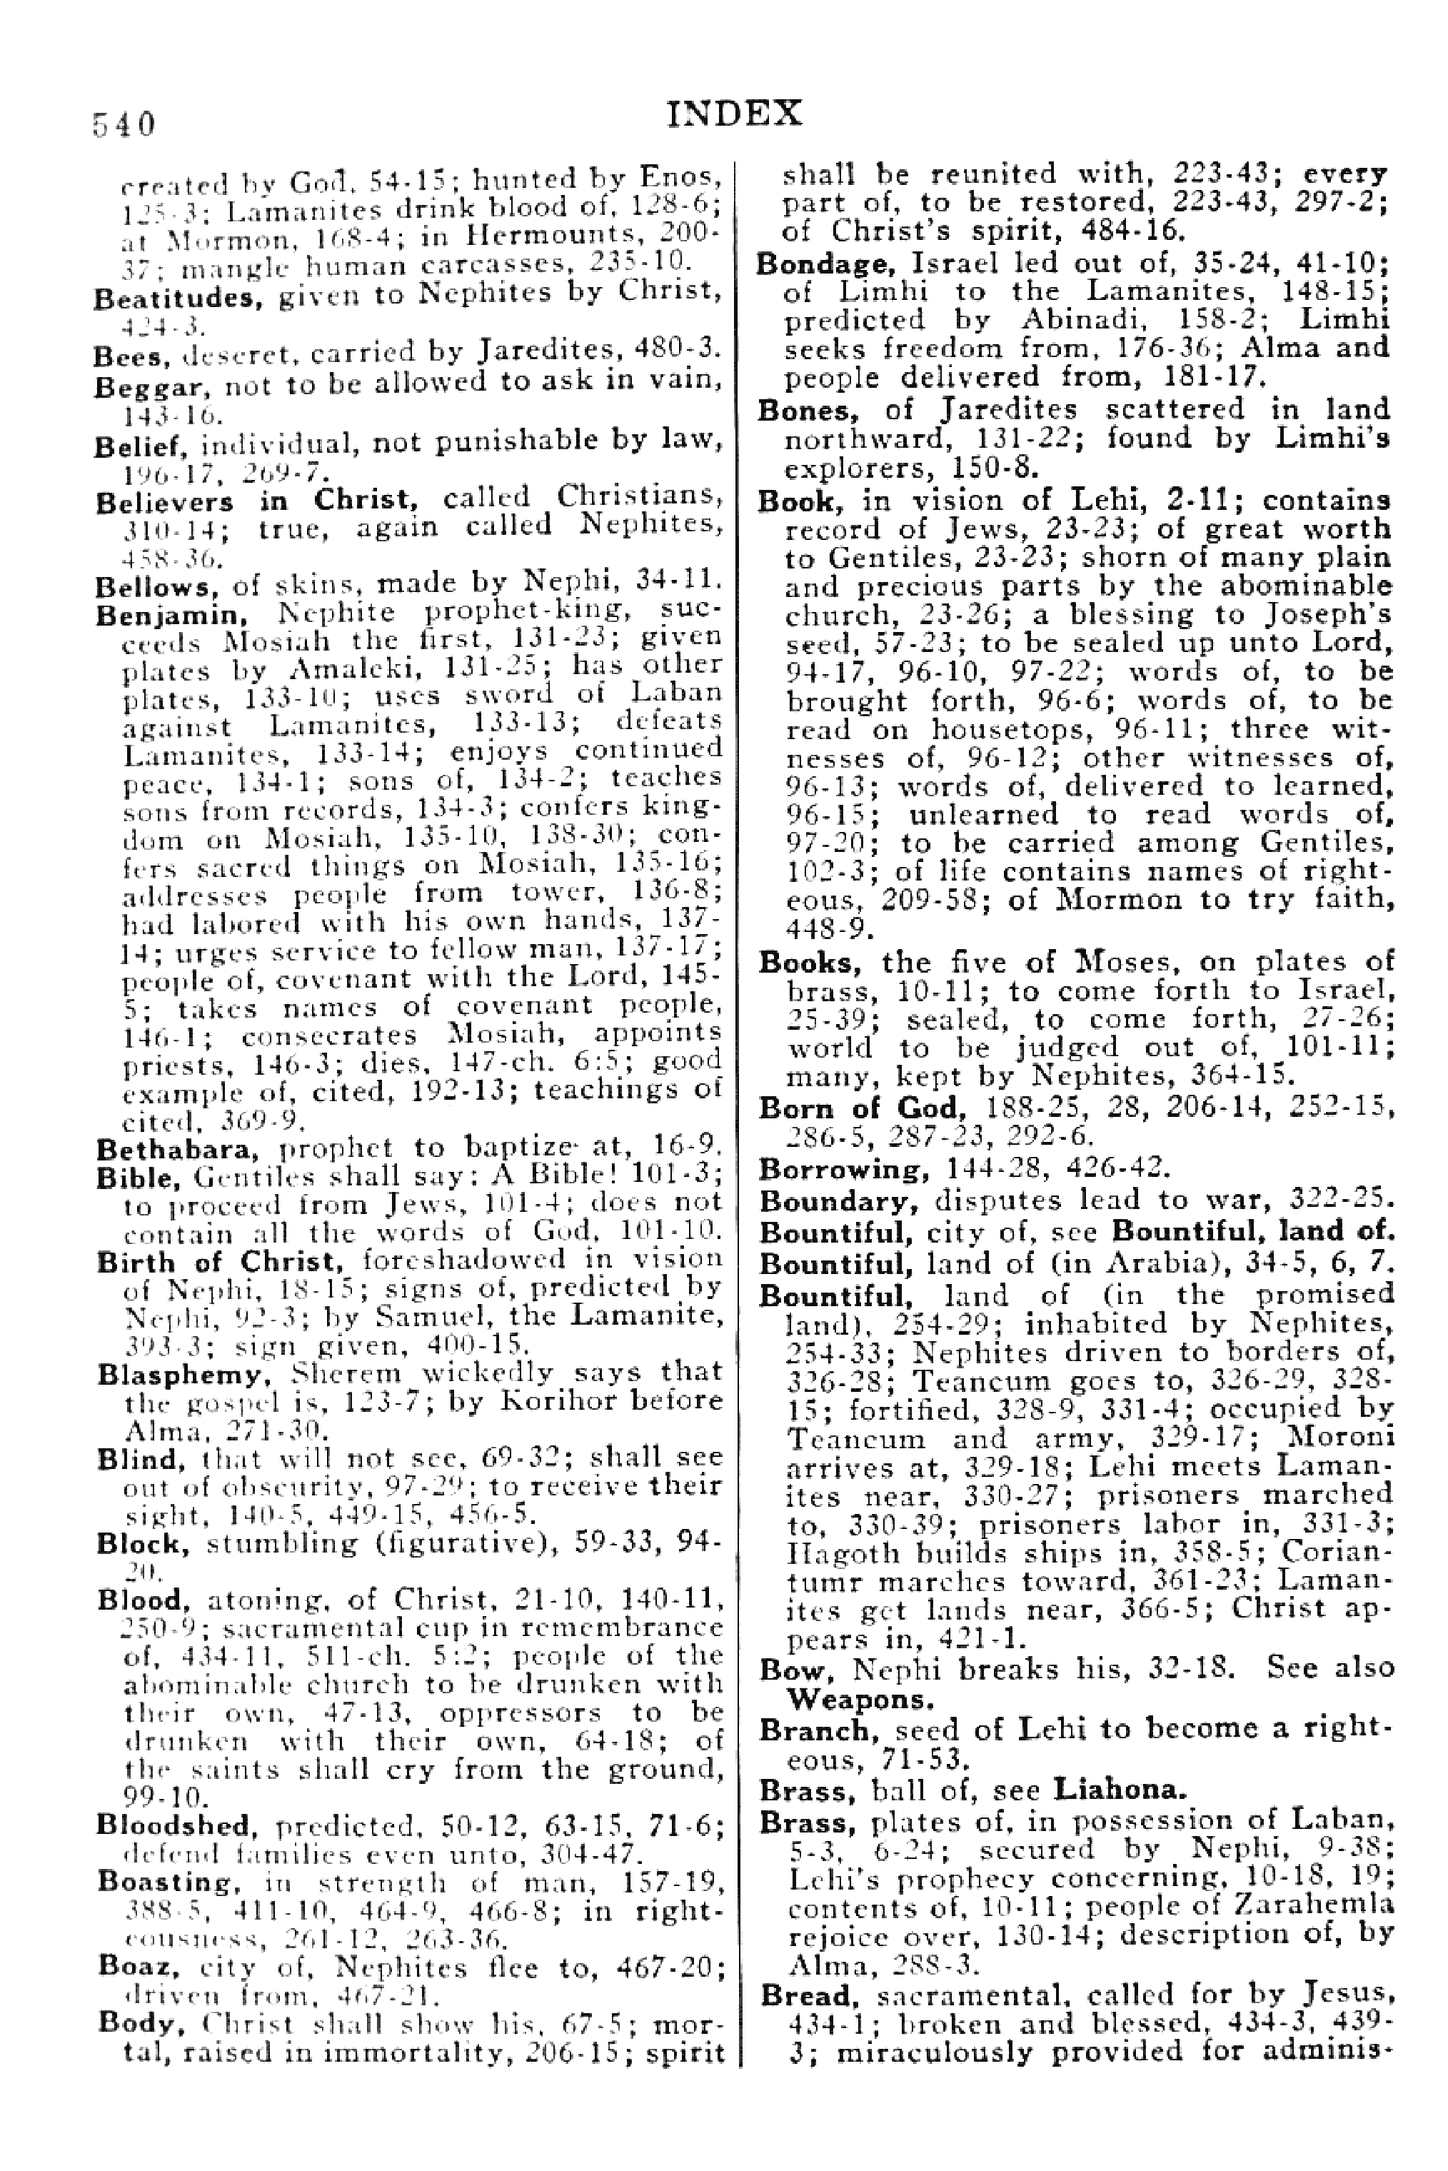 540
INDEX
created by God, 54-15; hunted by Enos,
125-3; Lamanites drink blood of, 128-6;
at Mormon, 168-4; in Hermounts, 200-
37; mangle human carcasses, 235-10.
Beatitudes, given to Nephites by Christ,
424-3.
Bees, deseret, carried by Jaredites, 480-3.
Beggar, not to be allowed to ask in vain,
143-16.
Belief, individual, not punishable by law,
196-17, 269-7.
Believers in Christ, called Christians,
310-14; true, again called Nephites,
458-36.
Bellows, of skins, made by Nephi, 34-11.
Benjamin, Nephite prophet-king, suc-
ceeds Mosiah the first, 131-23; given
plates by Amaleki, 131-25; has other
plates, 133-10; uses sword of Laban
against Lamanites, 133-13; defeats
Lamanites, 133-14; enjoys continued
peace, 134-1; sons of, 134-2; teaches
sons from records, 134-3; confers king-
dom on Mosiah, 135-10, 138-30; con-
fers sacred things on Mosiah, 135-16;
addresses people from tower, 136-8;
had labored with his own hands, 137-
14; urges service to fellow man, 137-17;
people of, covenant with the Lord, 145-
5; takes names of covenant people,
146-1; consecrates Mosiah, appoints
priests, 146-3; dies, 147-ch. 6:5; good
example of, cited, 192-13; teachings of
cited, 369-9.
Bethabara, prophet to baptize at, 16-9.
Bible, Gentiles shall say: A Bible! 101-3;
to proceed from Jews, 101-4; does not
contain all the words of God, 101-10.
Birth of Christ, foreshadowed in vision
of Nephi, 18-15; signs of, predicted by
Nephi, 92-3; by Samuel, the Lamanite,
393-3; sign given, 400-15.
Blasphemy, Sherem wickedly says that
the gospel is, 123-7; by Korihor before
Alma, 271-30.
Blind, that will not see, 69-32; shall see
out of obscurity, 97-29; to receive their
sight, 140-5, 449-15, 456-5.
Block, stumbling (figurative), 59-33, 94-
20.
Blood, atoning, of Christ, 21-10, 140-11,
250-9; sacramental cup in remembrance
of, 434-11, 511-ch. 5:2; people of the
abominable church to be drunken with
their own, 47-13, oppressors to be
drunken with their own, 64-18; of
the saints shall cry from the ground,
99-10.
Bloodshed, predicted, 50-12, 63-15, 71-6;
defend families even unto, 304-47.
Boasting, in strength of man, 157-19,
388-5, 411-10, 464-9, 466-8; in right-
eousness, 261-12, 263-36.
Boaz, city of, Nephites flee to, 467-20;
driven from, 467-21.
Body, Christ shall show his, 67-5; mor-
tal, raised in immortality, 206-15; spirit
shall be reunited with, 223-43; every
part of, to be restored, 223-43, 297-2;
of Christ's spirit, 484-16.
Bondage, Israel led out of, 35-24, 41-10;
of Limhi to the Lamanites, 148-15;
predicted by Abinadi, 158-2; Limhi
seeks freedom from, 176-36; Alma and
people delivered from, 181-17.
Bones, of Jaredites scattered in land
northward, 131-22; found by Limhi's
explorers, 150-8.
Book, in vision of Lehi, 2-11; contains
record of Jews, 23-23; of great worth
to Gentiles, 23-23; shorn of many plain
and precious parts by the abominable
church, 23-26; a blessing to Joseph's
seed, 57-23; to be sealed up unto Lord,
94-17, 96-10, 97-22; words of, to be
brought forth, 96-6; words of, to be
read on housetops, 96-11; three wit-
nesses of, 96-12; other witnesses of,
96-13; words of, delivered to learned,
96-15; unlearned to read words of,
97-20; to be carried among Gentiles,
102-3; of life contains names of right-
eous, 209-58; of Mormon to try faith,
448-9.
Books, the five of Moses, on plates of
brass, 10-11; to come forth to Israel,
25-39; sealed, to come forth, 27-26;
world to be judged out of, 101-11;
many, kept by Nephites, 364-15.
Born of God, 188-25, 28, 206-14, 252-15,
286-5, 287-23, 292-6.
Borrowing, 144-28, 426-42.
Boundary, disputes lead to war, 322-25.
Bountiful, city of, see Bountiful, land of.
Bountiful, land of (in Arabia), 34-5, 6, 7.
Bountiful, land of (in the promised
land), 254-29; inhabited by Nephites,
254-33; Nephites driven to borders of,
326-28; Teancum goes to, 326-29, 328-
15; fortified, 328-9, 331-4; occupied by
Teancum and army, 329-17; Moroni
arrives at, 329-18; Lehi meets Laman-
ites near, 330-27; prisoners marched
to, 330-39; prisoners labor in, 331-3;
Hagoth builds ships in, 358-5; Corian-
tumr marches toward, 361-23; Laman-
ites get lands near, 366-5; Christ ap-
pears in, 421-1.
Bow, Nephi breaks his, 32-18. See also
Weapons.
Branch, seed of Lehi to become a right-
eous, 71-53.
Brass, ball of, see Liahona.
Brass, plates of, in possession of Laban,
5-3, 6-24; secured by Nephi, 9-38;
Lehi's prophecy concerning, 10-18, 19;
contents of, 10-11; people of Zarahemla
rejoice over, 130-14; description of, by
Alma, 288-3.
Bread, sacramental, called for by Jesus,
434-1; broken and blessed, 434-3, 439-
3; miraculously provided for adminis-